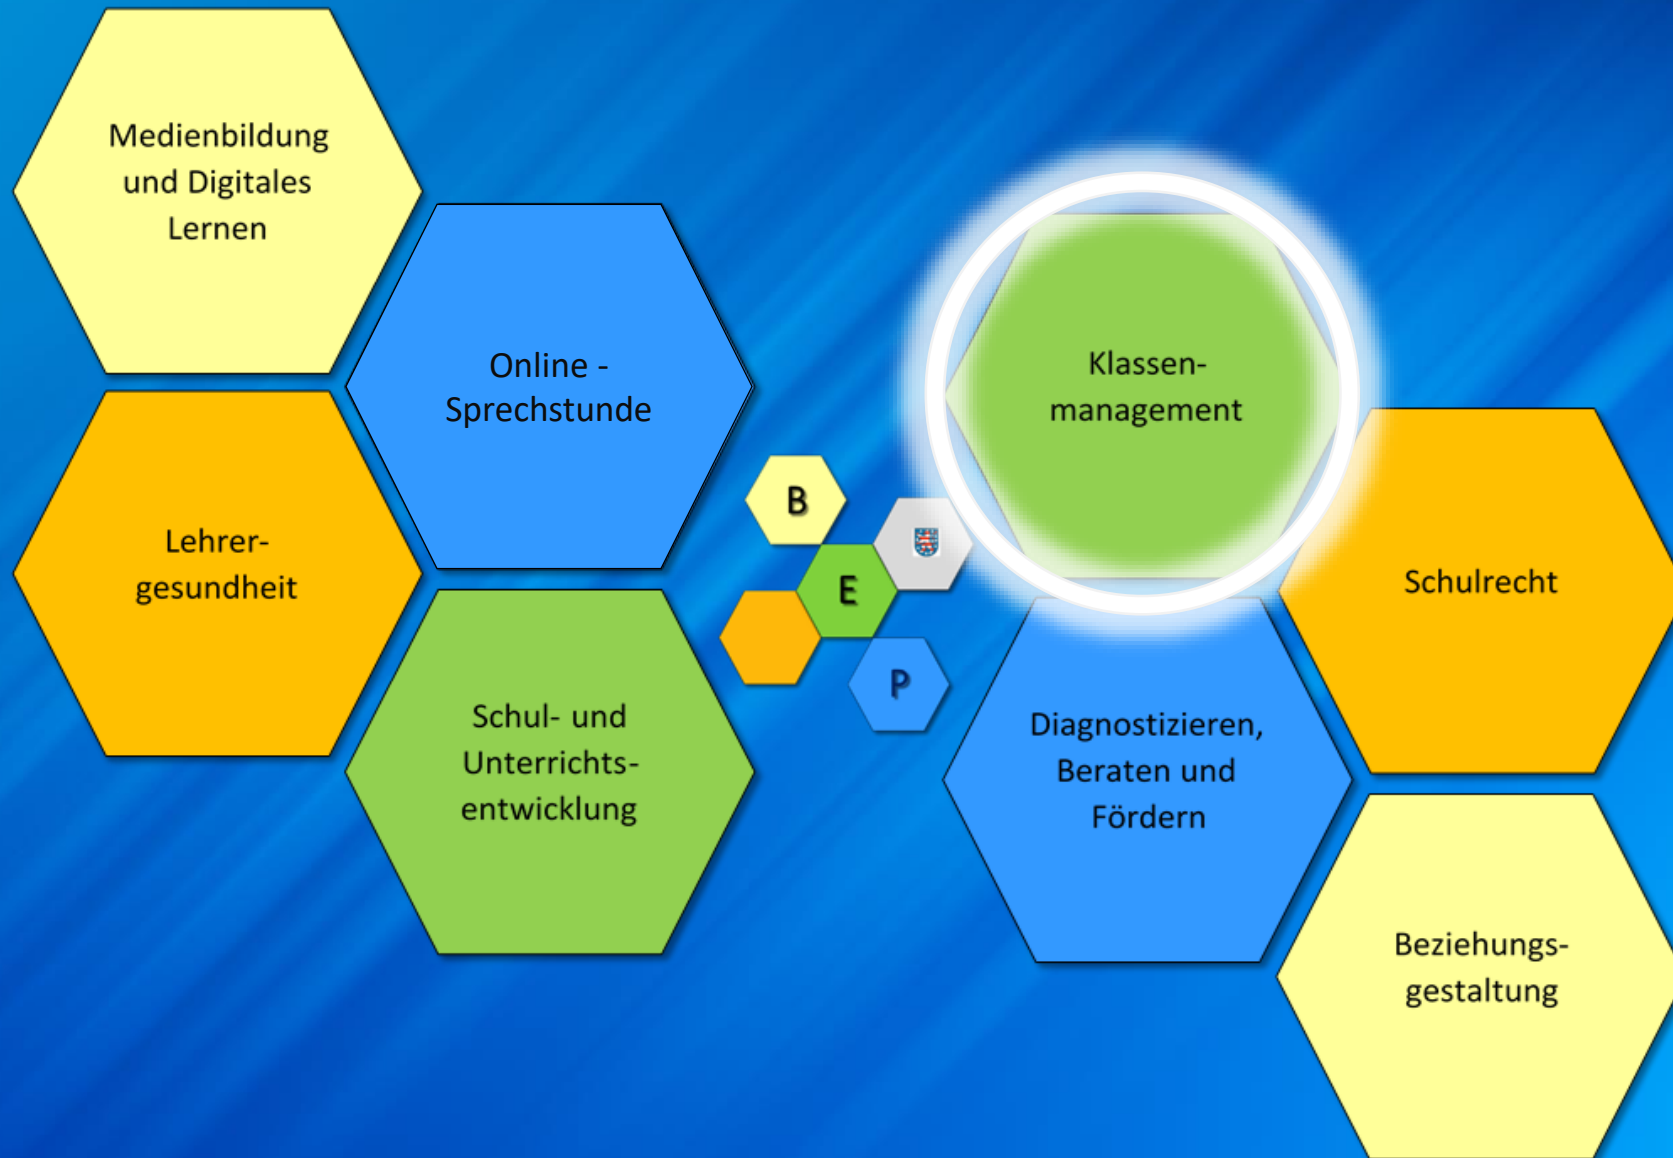 Medienbildung
und Digitales
Lernen
Online -
Sprechstunde
Klassen-
management
Lehrer-
gesundheit
B
E
P
Schulrecht
Schul- und
Unterrichts-
entwicklung
Diagnostizieren,
Beraten und
Fördern
Beziehungs-
gestaltung